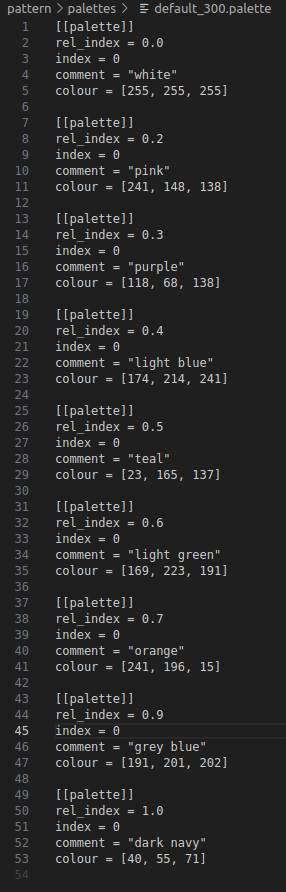 pattern > palettes > default_300.palette
1 [[palette]]
2 rel_index = 0.0
3 index = 0
4 comment = "white"
5 colour = [255, 255, 255]
6
7 [[palette]]
8 rel_index = 0.2
9 index = 0
10 comment = "pink"
11 colour = [241, 148, 138]
12
13 [[palette]]
14 rel_index = 0.3
15 index = 0
16 comment = "purple"
17 colour = [118, 68, 138]
18
19 [[palette]]
20 rel_index = 0.4
21 index = 0
22 comment = "light blue"
23 colour = [174, 214, 241]
24
25 [[palette]]
26 rel_index = 0.5
27 index = 0
28 comment = "teal"
29 colour = [23, 165, 137]
30
31 [[palette]]
32 rel_index = 0.6
33 index = 0
34 comment = "light green"
35 colour = [169, 223, 191]
36
37 [[palette]]
38 rel_index = 0.7
39 index = 0
40 comment = "orange"
41 colour = [241, 196, 15]
42
43 [[palette]]
44 rel_index = 0.9
45 index = 0
46 comment = "grey blue"
47 colour = [191, 201, 202]
48
49 [[palette]]
50 rel_index = 1.0
51 index = 0
52 comment = "dark navy"
53 colour = [40, 55, 71]
54